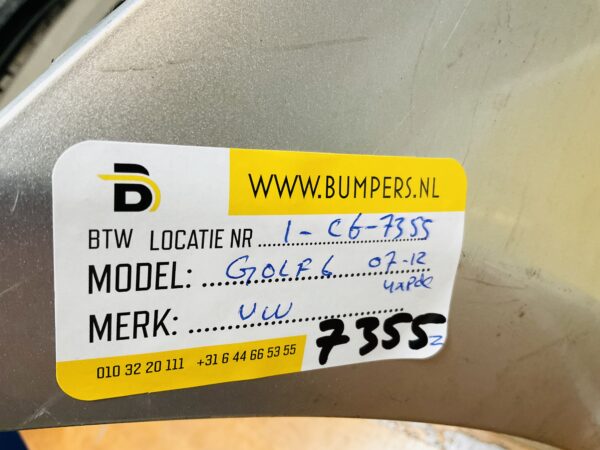 WWW.BUMPERS.NL
BTW LOCATIE NR 1-C6-7355
MODEL: GOLF 6 07-12
4xPDC
MERK: VW
7355 z
010 32 20 111 +31 6 44 66 53 55